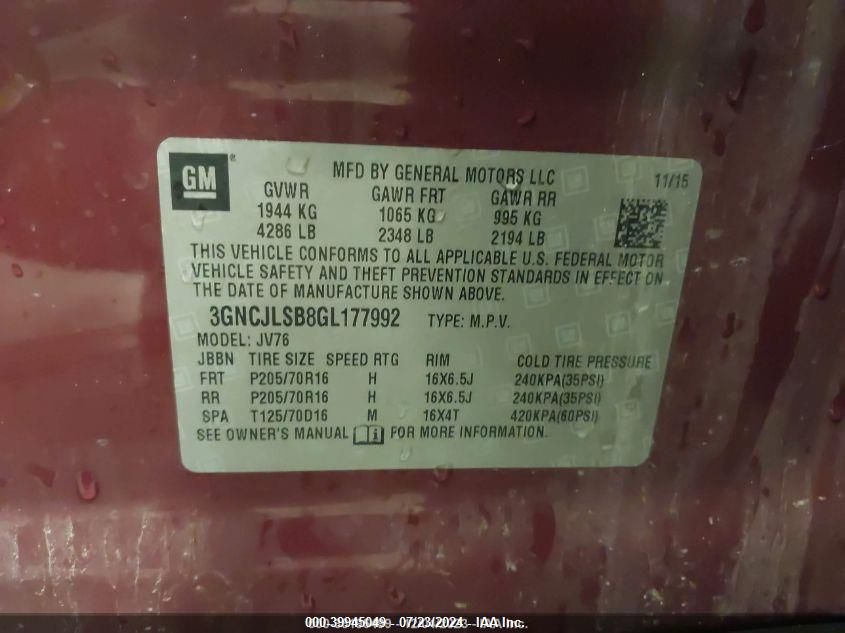 GM ® MFD BY GENERAL MOTORS LLC 11/15
GVWR GAWR FRT GAWR RR
1944 KG 1065 KG 995 KG
4286 LB 2348 LB 2194 LB
THIS VEHICLE CONFORMS TO ALL APPLICABLE U.S. FEDERAL MOTOR
VEHICLE SAFETY AND THEFT PREVENTION STANDARDS IN EFFECT ON
THE DATE OF MANUFACTURE SHOWN ABOVE.
3GNCJLSB8GL177992 TYPE: M.P.V.
MODEL: JV76
JBBN TIRE SIZE SPEED RTG RIM COLD TIRE PRESSURE
FRT P205/70R16 H 16X6.5J 240KPA(35PSI)
RR P205/70R16 H 16X6.5J 240KPA(35PSI)
SPA T125/70D16 M 16X4T 420KPA(60PSI)
SEE OWNER'S MANUAL FOR MORE INFORMATION.
000 39945049 - 07/23/2024 - IAA Inc.